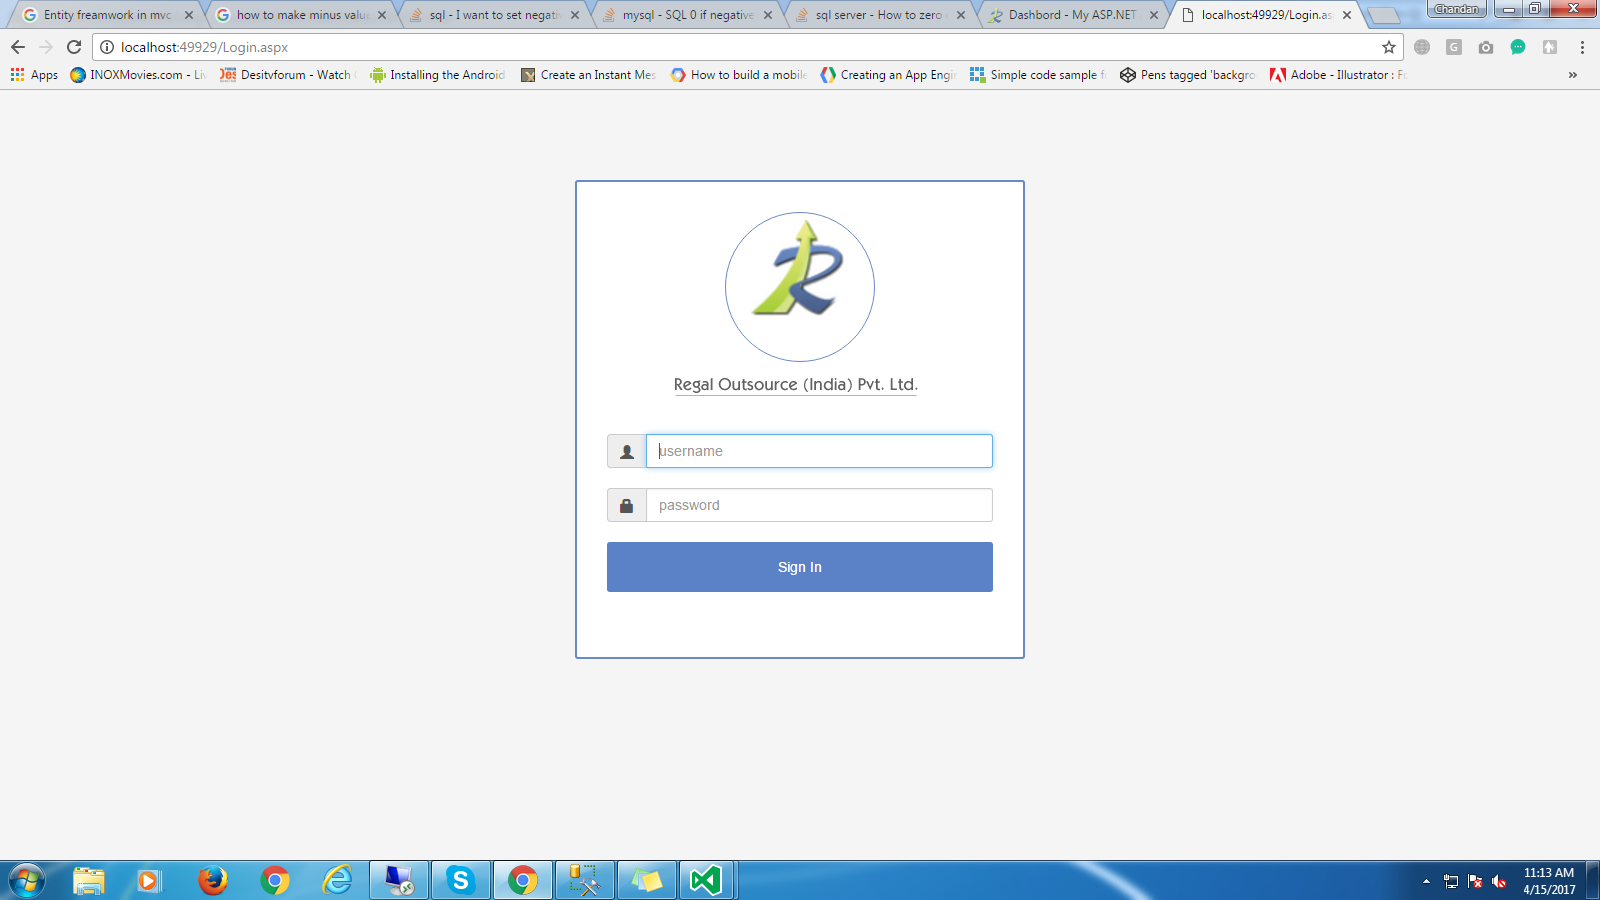 Entity freamwork in mvc
how to make minus value
sql - I want to set negativ
mysql - SQL 0 if negative
sql server - How to zero
Dashbord - My ASP.NET
localhost:49929/Login.as
Chandan
localhost:49929/Login.aspx
Apps
INOXMovies.com - Liv
Desitvforum - Watch
Installing the Android
Create an Instant Mes
How to build a mobile
Creating an App Engi
Simple code sample f
Pens tagged 'backgro
Adobe - Illustrator : Fo
»
Regal Outsource (India) Pvt. Ltd.
username
password
Sign In
11:13 AM
4/15/2017